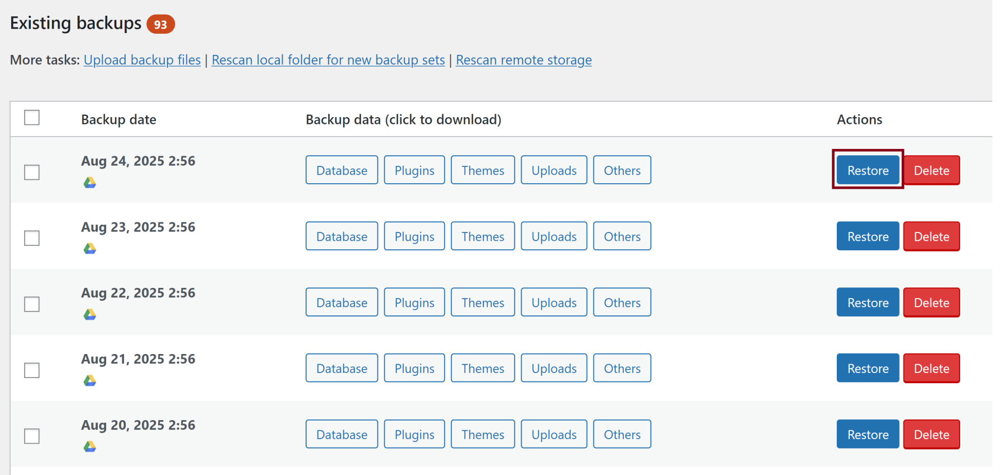 Existing backups 93
More tasks: Upload backup files | Rescan local folder for new backup sets | Rescan remote storage
Backup date Backup data (click to download) Actions
Aug 24, 2025 2:56 Database Plugins Themes Uploads Others Restore Delete
Aug 23, 2025 2:56 Database Plugins Themes Uploads Others Restore Delete
Aug 22, 2025 2:56 Database Plugins Themes Uploads Others Restore Delete
Aug 21, 2025 2:56 Database Plugins Themes Uploads Others Restore Delete
Aug 20, 2025 2:56 Database Plugins Themes Uploads Others Restore Delete